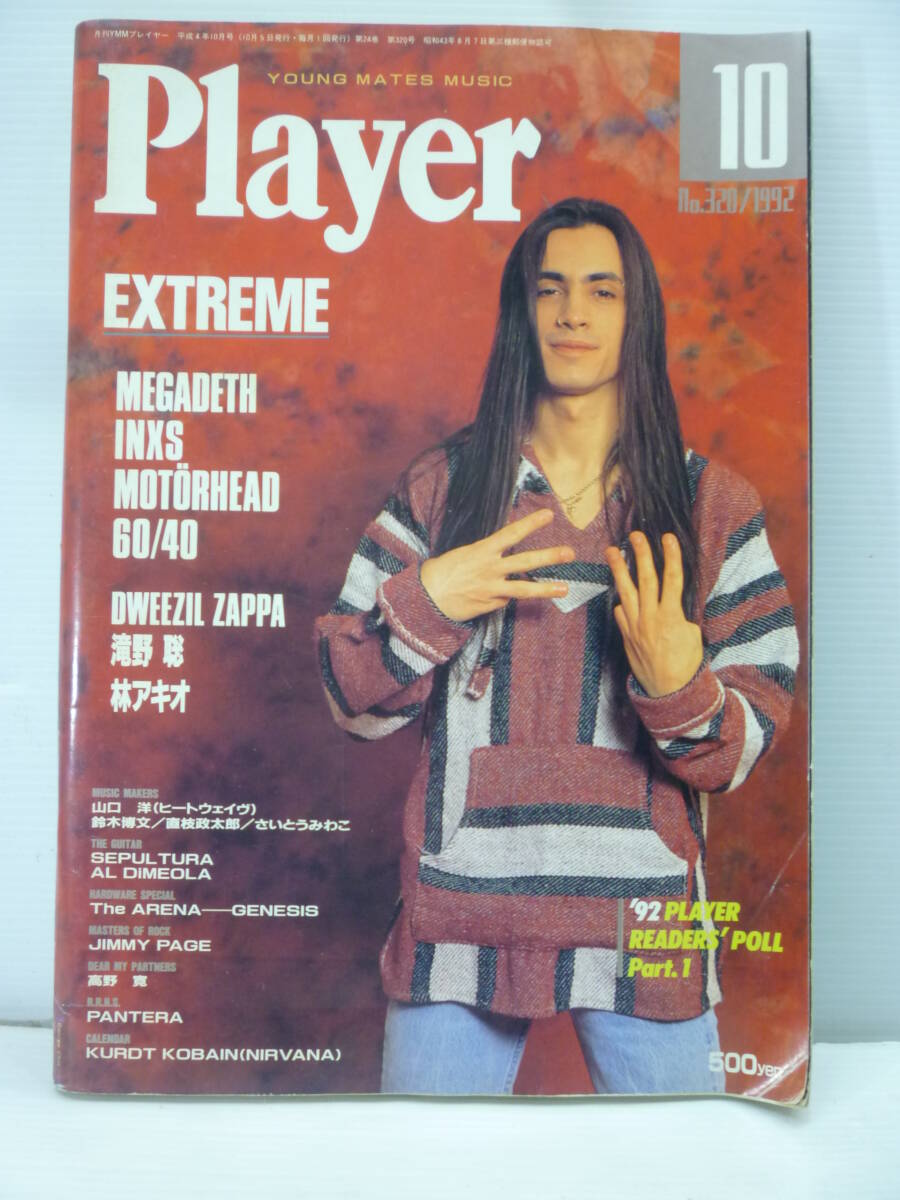 月刊YMMプレイヤー 平成4年10月号(10月5日発行・毎月1回発行)第24巻 第320号 昭和43年8月7日第三種郵便物認可
YOUNG MATES MUSIC
Player
10
No.320/1992
EXTREME
MEGADETH
INXS
MOTÖRHEAD
60/40
DWEEZIL ZAPPA
滝野 聡
林アキオ
MUSIC MAKERS
山口 洋(ヒートウェイヴ)
鈴木博文／直枝政太郎／さいとうみわこ
THE GUITAR
SEPULTURA
AL DIMEOLA
HARDWARE SPECIAL
The ARENA——GENESIS
MASTERS OF ROCK
JIMMY PAGE
DEAR MY PARTNERS
高野 寛
R.R.H.S.
PANTERA
CALENDAR
KURDT KOBAIN(NIRVANA)
'92 PLAYER
READERS' POLL
Part.1
500yen